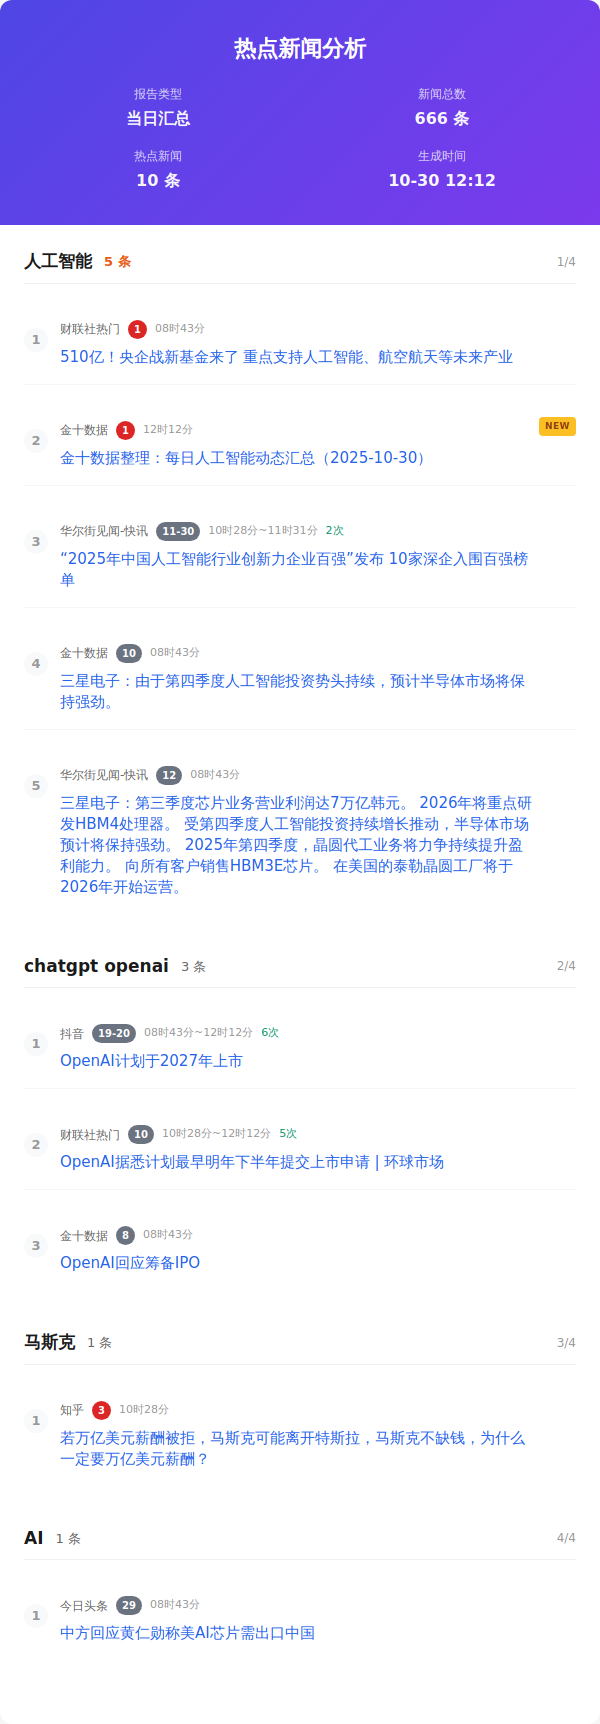 热点新闻分析
报告类型
新闻总数
当日汇总
666 条
热点新闻
生成时间
10 条
10-30 12:12
人工智能 5 条 1/4
1 财联社热门 1 08时43分
510亿！央企战新基金来了 重点支持人工智能、航空航天等未来产业
2 金十数据 1 12时12分 NEW
金十数据整理：每日人工智能动态汇总（2025-10-30）
3 华尔街见闻-快讯 11-30 10时28分~11时31分 2次
“2025年中国人工智能行业创新力企业百强”发布 10家深企入围百强榜
单
4 金十数据 10 08时43分
三星电子：由于第四季度人工智能投资势头持续，预计半导体市场将保
持强劲。
5 华尔街见闻-快讯 12 08时43分
三星电子：第三季度芯片业务营业利润达7万亿韩元。 2026年将重点研
发HBM4处理器。 受第四季度人工智能投资持续增长推动，半导体市场
预计将保持强劲。 2025年第四季度，晶圆代工业务将力争持续提升盈
利能力。 向所有客户销售HBM3E芯片。 在美国的泰勒晶圆工厂将于
2026年开始运营。
chatgpt openai 3 条 2/4
1 抖音 19-20 08时43分~12时12分 6次
OpenAI计划于2027年上市
2 财联社热门 10 10时28分~12时12分 5次
OpenAI据悉计划最早明年下半年提交上市申请 | 环球市场
3 金十数据 8 08时43分
OpenAI回应筹备IPO
马斯克 1 条 3/4
1 知乎 3 10时28分
若万亿美元薪酬被拒，马斯克可能离开特斯拉，马斯克不缺钱，为什么
一定要万亿美元薪酬？
AI 1 条 4/4
1 今日头条 29 08时43分
中方回应黄仁勋称美AI芯片需出口中国